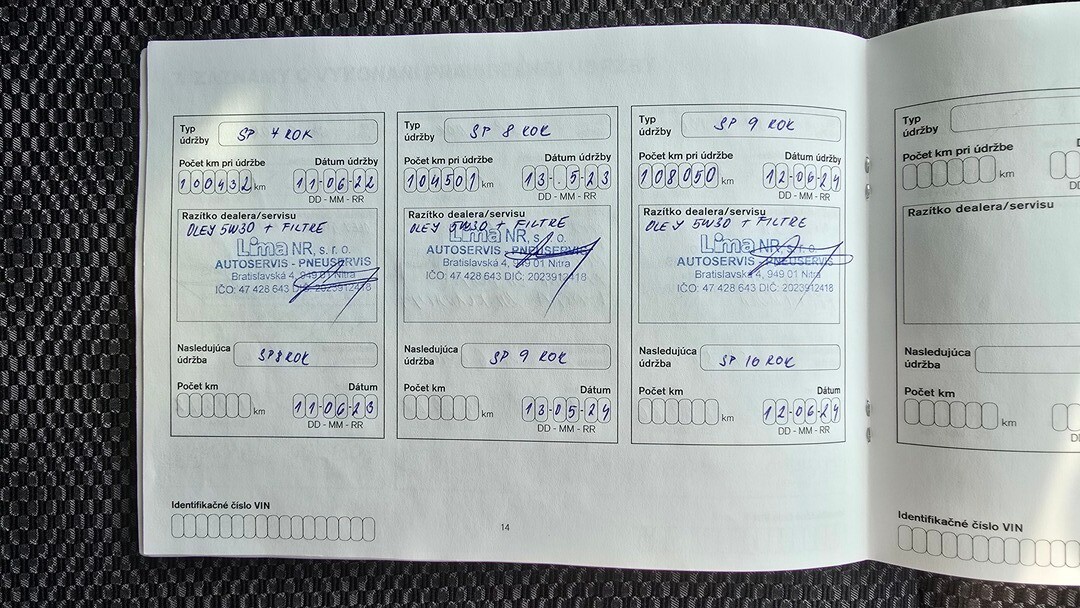 Typ údržby SP 4 ROK
Počet km pri údržbe Dátum údržby
100432 km 11-06-22
DD - MM - RR
Razítko dealera/servisu
OLEY 5W30 + FILTRE
Lima NR, s. r. o.
AUTOSERVIS - PNEUSERVIS
Bratislavská 4, 949 01 Nitra
IČO: 47 428 643 DIČ: 2023912418
Nasledujúca údržba SP 8 ROK
Počet km Dátum
km 11-06-23
DD - MM - RR
Identifikačné číslo VIN
Typ údržby SP 8 ROK
Počet km pri údržbe Dátum údržby
104501 km 13-.5-23
DD - MM - RR
Razítko dealera/servisu
OLEY 5W30 + FILTRE
Lima NR, s. r. o.
AUTOSERVIS - PNEUSERVIS
Bratislavská 4, 949 01 Nitra
IČO: 47 428 643 DIČ: 2023912418
Nasledujúca údržba SP 9 ROK
Počet km Dátum
km 13-05-24
DD - MM - RR
Typ údržby SP 9 ROK
Počet km pri údržbe Dátum údržby
108050 km 12-06-24
DD - MM - RR
Razítko dealera/servisu
OLEY 5W30 + FILTRE
Lima NR, s. r. o.
AUTOSERVIS - PNEUSERVIS
Bratislavská 4, 949 01 Nitra
IČO: 47 428 643 DIČ: 2023912418
Nasledujúca údržba SP 10 ROK
Počet km Dátum
km 12-06-24
DD - MM - RR
14
Typ údržby
Počet km pri údržbe
km
Razítko dealera/servisu
Nasledujúca údržba
Počet km
km
Identifikačné číslo VIN